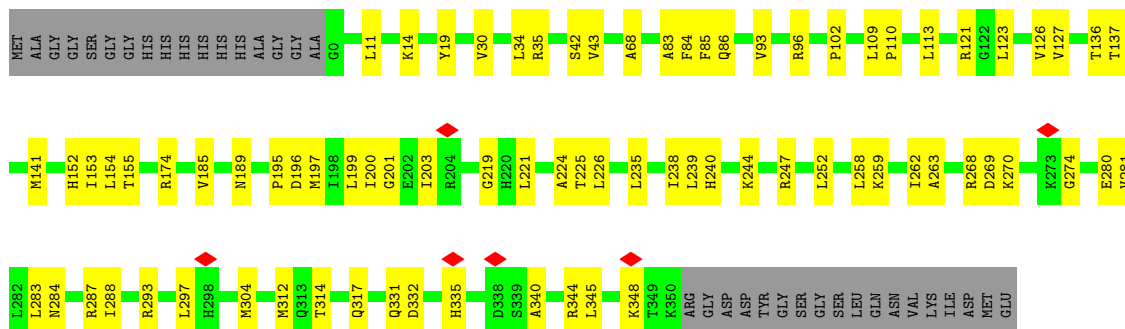 MET ALA GLY GLY SER GLY GLY HIS HIS HIS HIS HIS HIS ALA GLY GLY ALA G0 L11 K14 Y19 V30 L34 R35 S42 V43 A68 A83 F84 F85 Q86 V93 R96 P102 L109 P110 L113 R121 G122 L123 V126 V127 T136 T137
M141 H152 I153 L154 T155 R174 V185 N189 P195 D196 M197 I198 L199 I200 G201 E202 I203 R204 G219 H220 L221 A224 T225 L226 L235 I238 L239 H240 K244 R247 L252 L258 K259 I262 A263 R268 D269 K270 K273 G274 E280 V281
L282 L283 N284 R287 I288 R293 L297 H298 M304 M312 Q313 T314 Q317 Q331 D332 H335 D338 S339 A340 R344 L345 K348 T349 K350 ARG GLY ASP ASP TYR GLY SER GLY SER LEU GLN ASN VAL LYS ILE ASP MET GLU